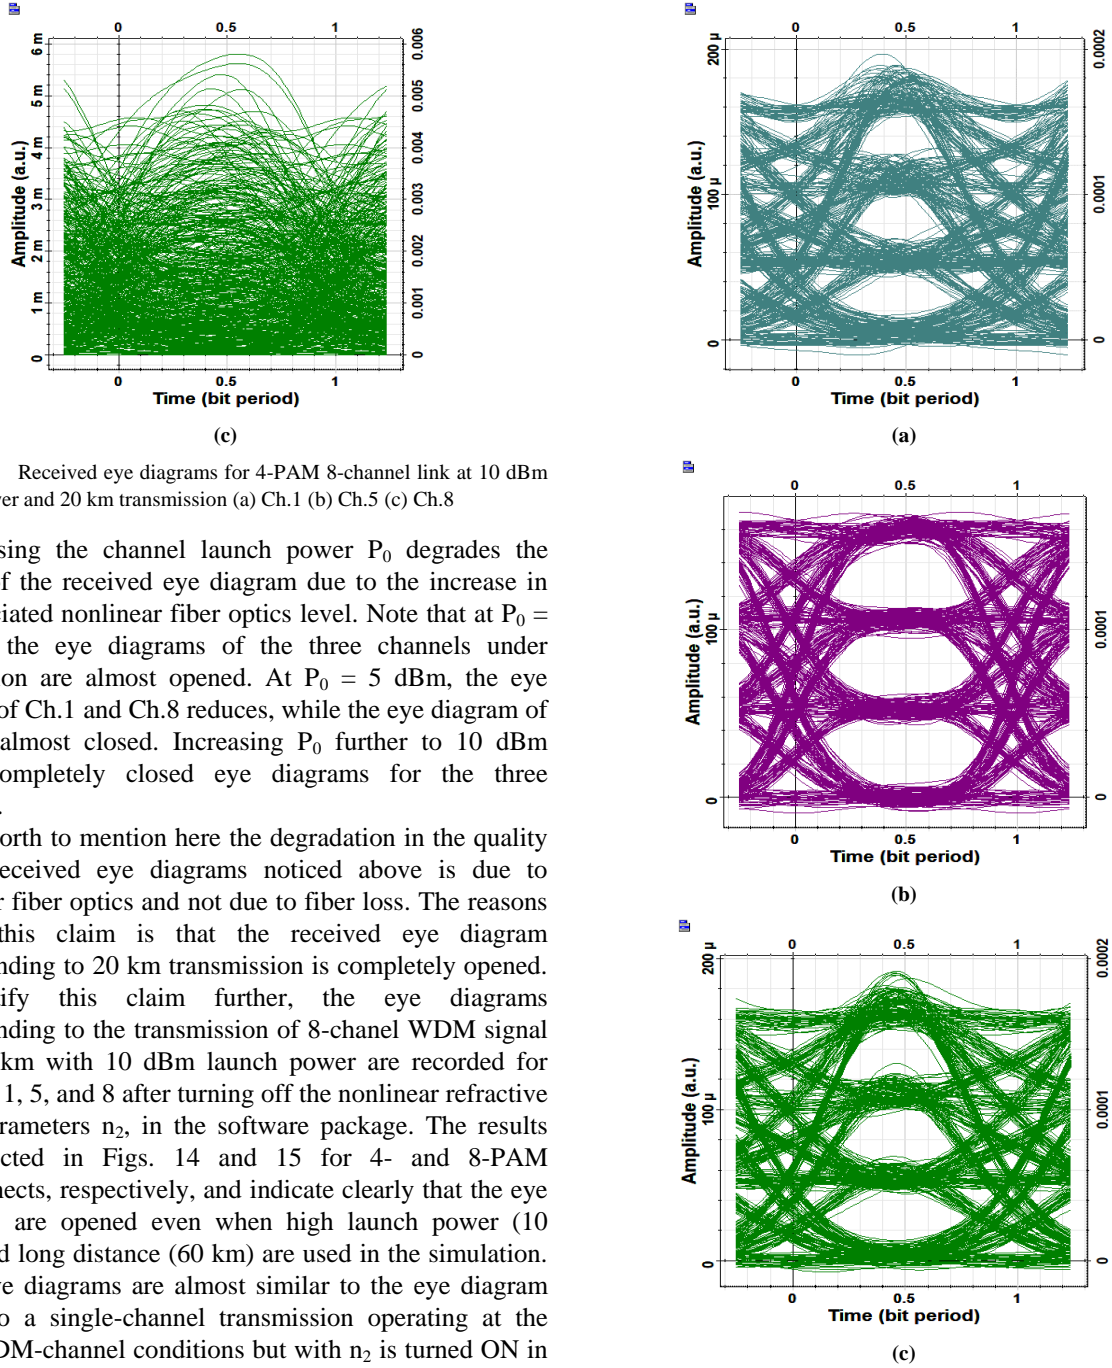 0 0.5 1
6 m 5 m 4 m 3 m 2 m 1 m 0
Amplitude (a.u.)
0.006 0.005 0.004 0.003 0.002 0.001 0
0 0.5 1
Time (bit period)
(c)
Received eye diagrams for 4-PAM 8-channel link at 10 dBm
er and 20 km transmission (a) Ch.1 (b) Ch.5 (c) Ch.8
sing the channel launch power P₀ degrades the
f the received eye diagram due to the increase in
ciated nonlinear fiber optics level. Note that at P₀ =
the eye diagrams of the three channels under
ion are almost opened. At P₀ = 5 dBm, the eye
of Ch.1 and Ch.8 reduces, while the eye diagram of
almost closed. Increasing P₀ further to 10 dBm
ompletely closed eye diagrams for the three
.
orth to mention here the degradation in the quality
eceived eye diagrams noticed above is due to
r fiber optics and not due to fiber loss. The reasons
this claim is that the received eye diagram
nding to 20 km transmission is completely opened.
ify this claim further, the eye diagrams
nding to the transmission of 8-chanel WDM signal
km with 10 dBm launch power are recorded for
1, 5, and 8 after turning off the nonlinear refractive
rameters n₂, in the software package. The results
cted in Figs. 14 and 15 for 4- and 8-PAM
nects, respectively, and indicate clearly that the eye
are opened even when high launch power (10
d long distance (60 km) are used in the simulation.
ye diagrams are almost similar to the eye diagram
o a single-channel transmission operating at the
DM-channel conditions but with n₂ is turned ON in
0 0.5 1
200 µ 100 µ 0
Amplitude (a.u.)
0.0002 0.0001 0
0 0.5 1
Time (bit period)
(a)
0 0.5 1
100 µ 0
Amplitude (a.u.)
0.0001 0
0 0.5 1
Time (bit period)
(b)
0 0.5 1
200 µ 100 µ 0
Amplitude (a.u.)
0.0002 0.0001 0
0 0.5 1
Time (bit period)
(c)